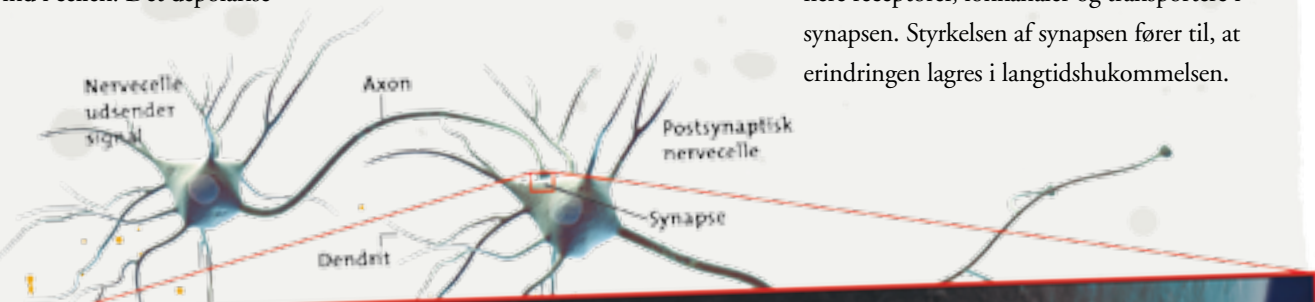 synapsen. Styrkelsen af synapsen fører til, at
erindringen lagres i langtidshukommelsen.
Nervecelle
udsender
signal
Axon
Postsynaptisk
nervecelle
Synapse
Dendrit